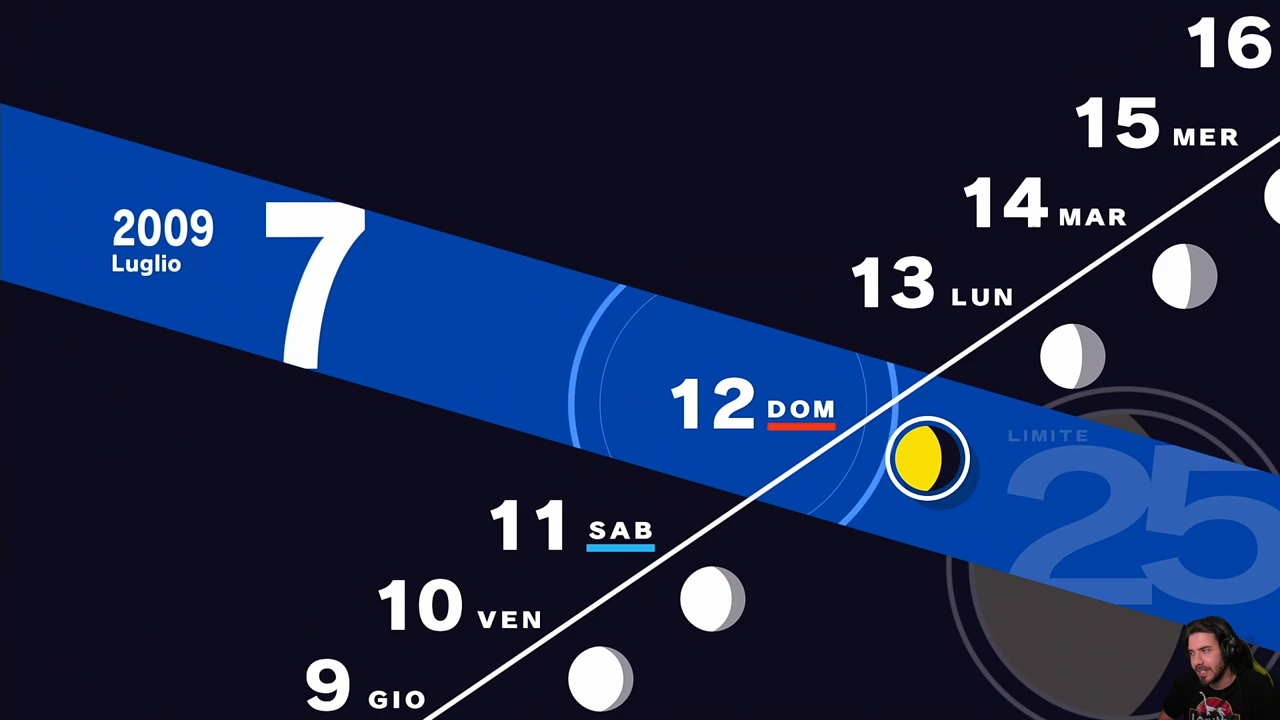 16
15 MER
14 MAR
2009
Luglio
7
13 LUN
12 DOM
LIMITE
25
11 SAB
10 VEN
9 GIO